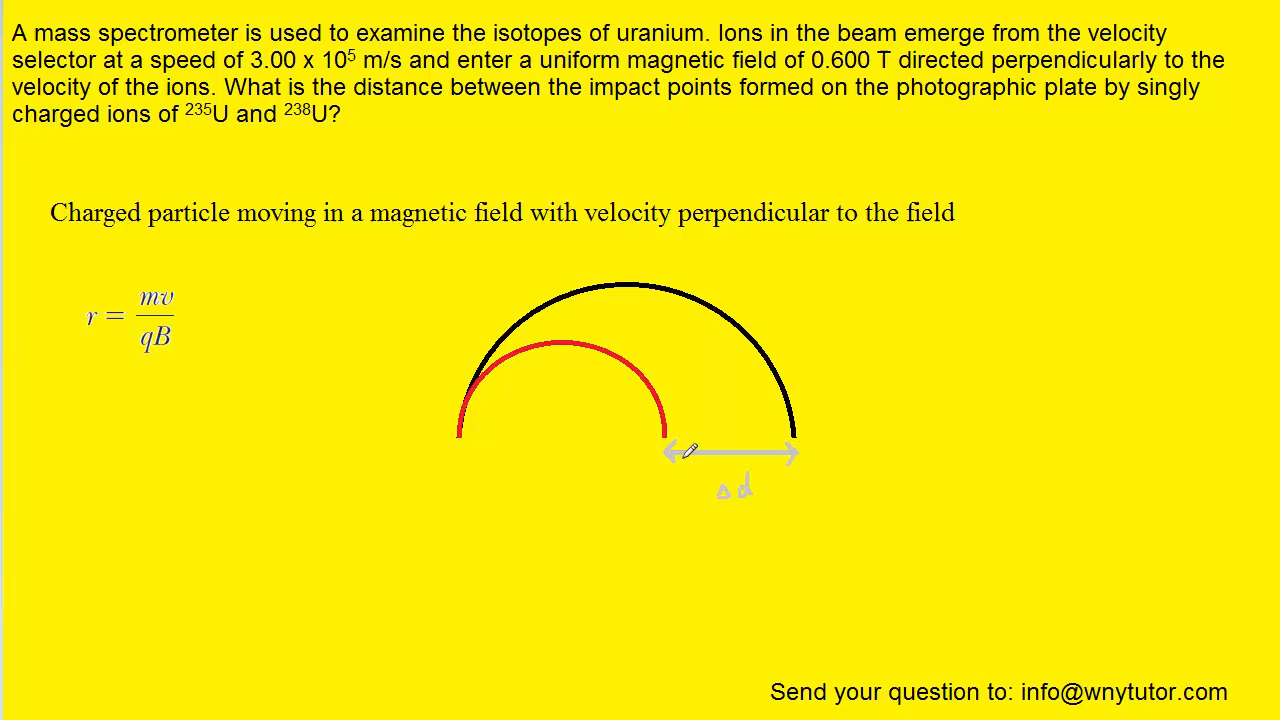 A mass spectrometer is used to examine the isotopes of uranium. Ions in the beam emerge from the velocity
selector at a speed of 3.00 x 10⁵ m/s and enter a uniform magnetic field of 0.600 T directed perpendicularly to the
velocity of the ions. What is the distance between the impact points formed on the photographic plate by singly
charged ions of ²³⁵U and ²³⁸U?
Charged particle moving in a magnetic field with velocity perpendicular to the field
r = mv / qB
Δ d
Send your question to: info@wnytutor.com